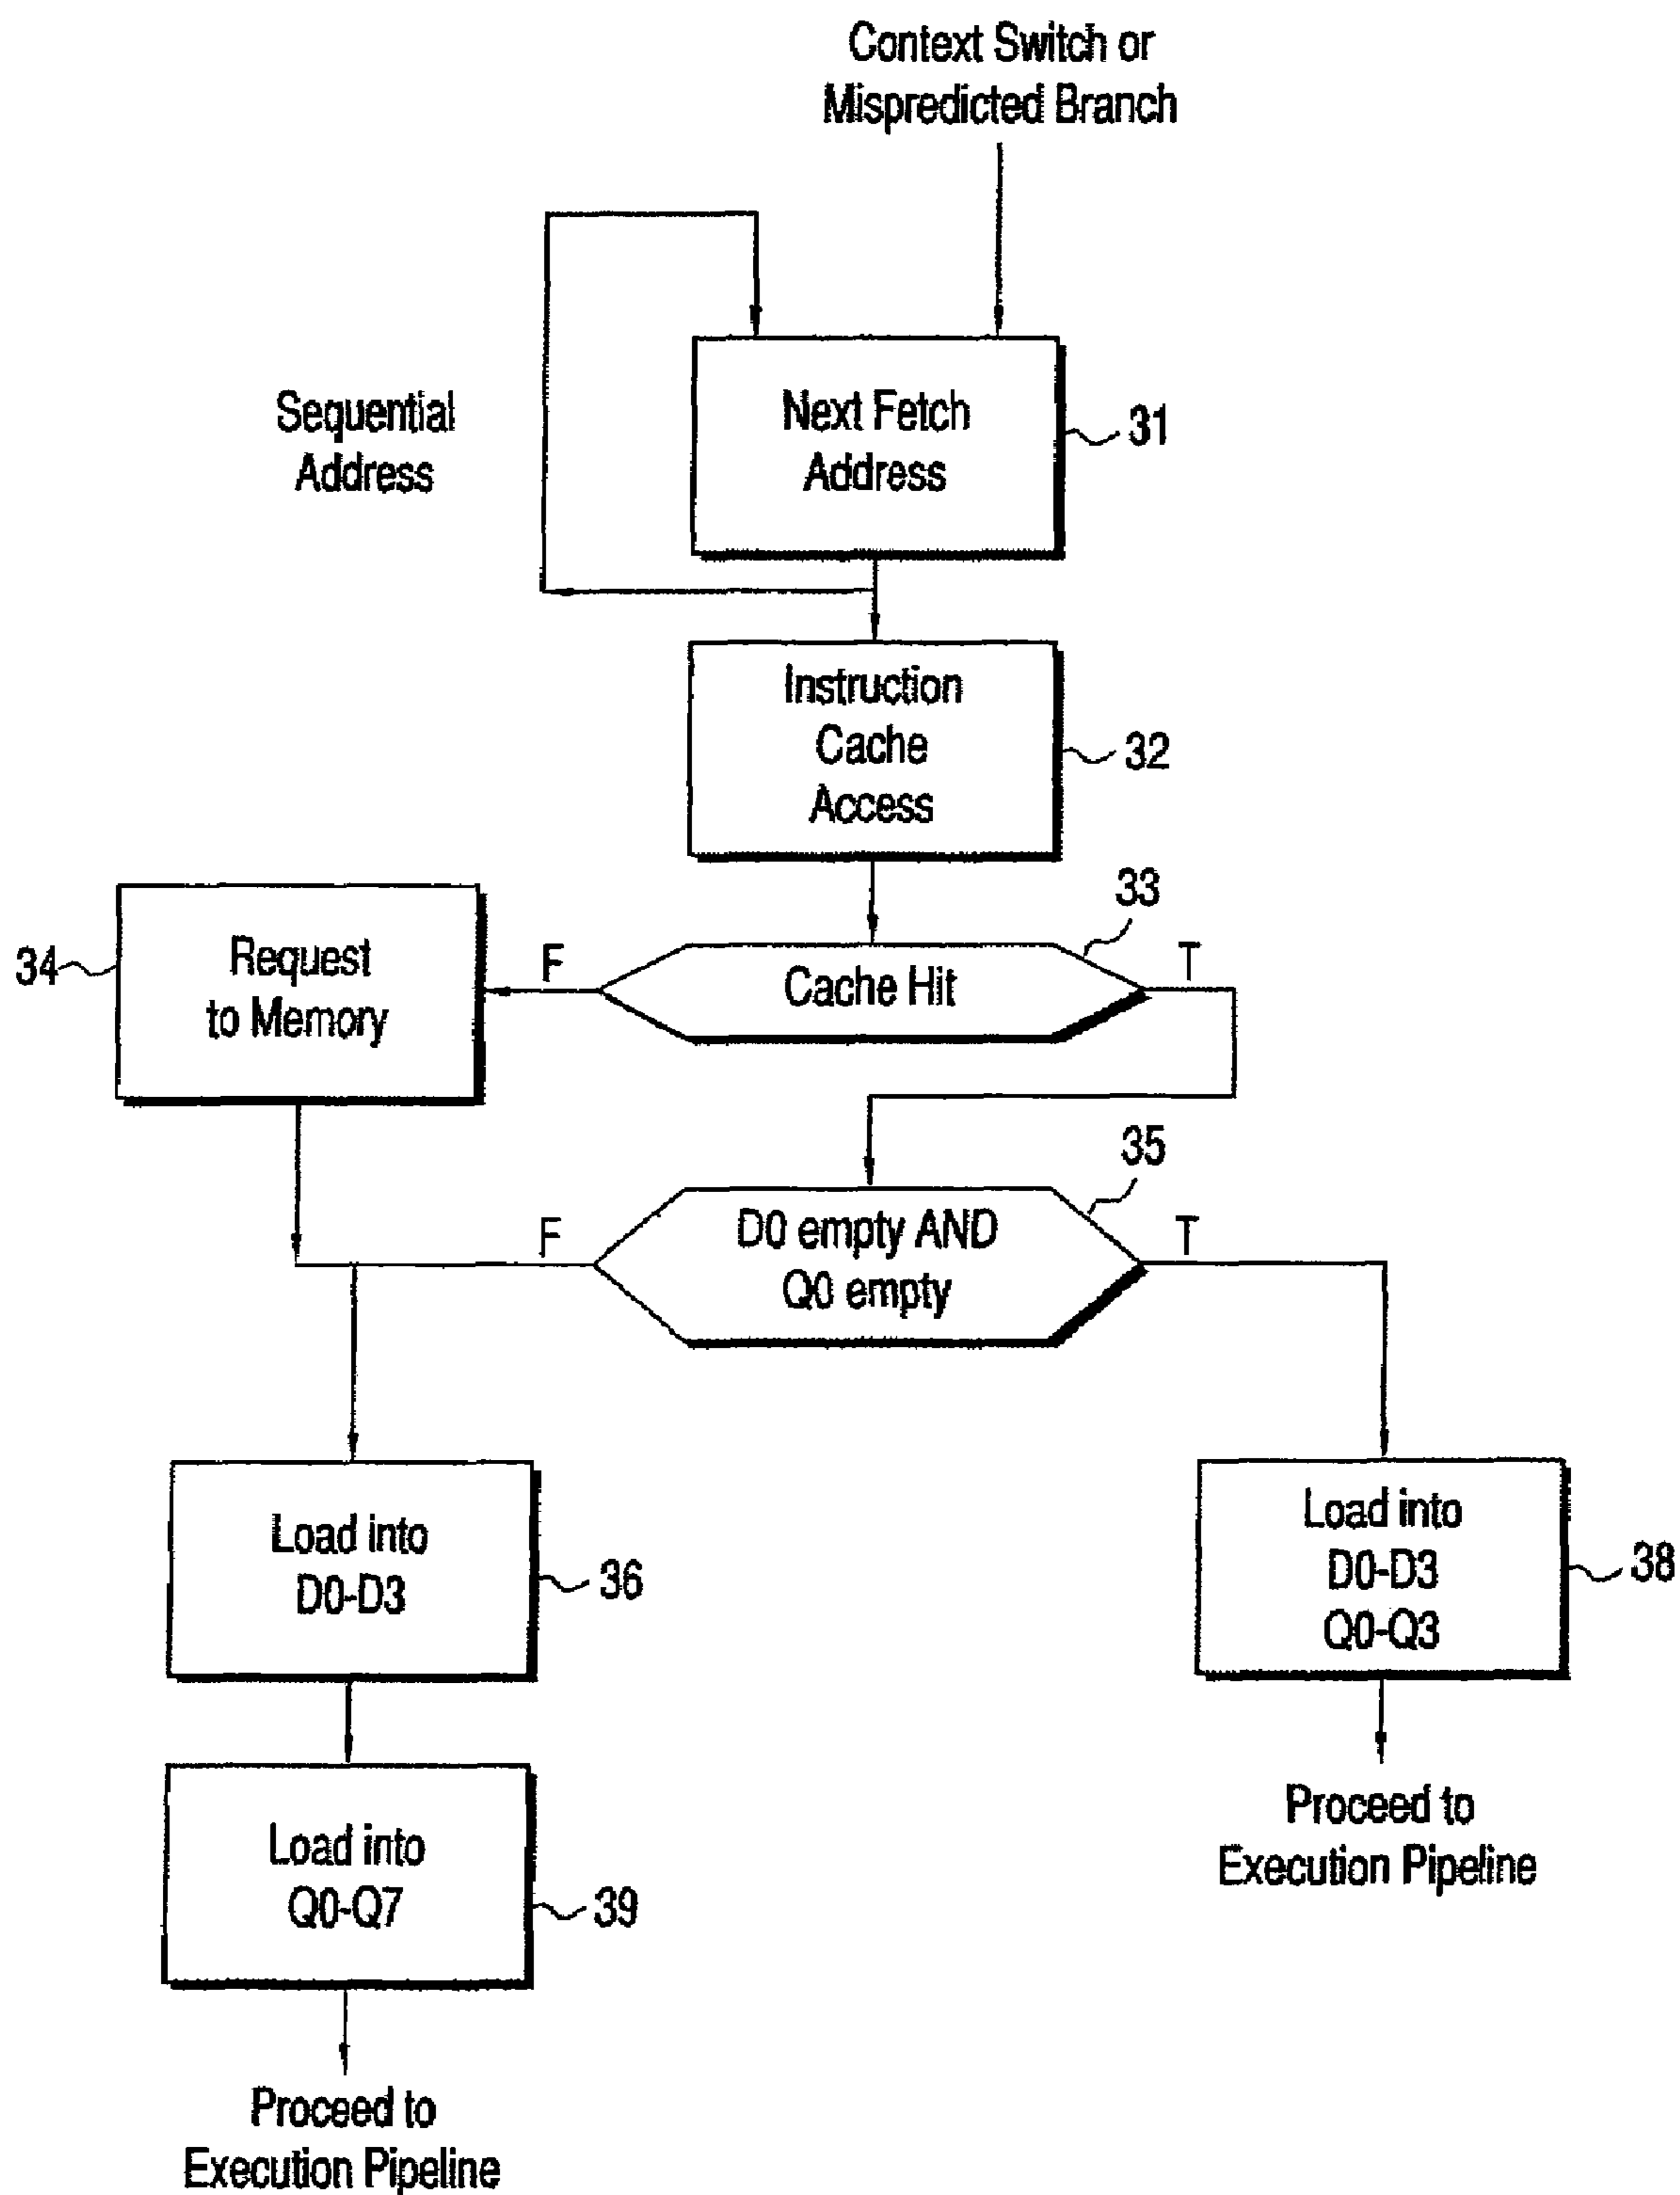 Context Switch or
Mispredicted Branch
Sequential
Address
Next Fetch
Address
31
Instruction
Cache
Access
32
33
34
Request
to Memory
F
Cache Hit
T
35
F
D0 empty AND
Q0 empty
T
Load into
D0-D3
36
Load into
D0-D3
Q0-Q3
38
Load into
Q0-Q7
39
Proceed to
Execution Pipeline
Proceed to
Execution Pipeline